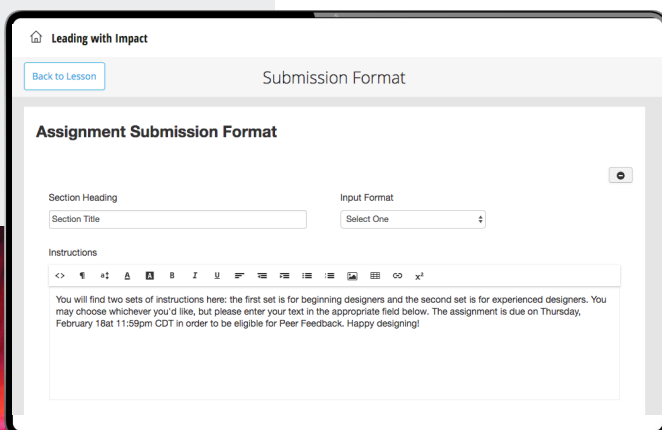 Leading with Impact
Back to Lesson
Submission Format
Assignment Submission Format
Section Heading
Input Format
Section Title
Select One
Instructions
<> ¶ a‡ A A B I U x²
You will find two sets of instructions here: the first set is for beginning designers and the second set is for experienced designers. You
may choose whichever you'd like, but please enter your text in the appropriate field below. The assignment is due on Thursday,
February 18at 11:59pm CDT in order to be eligible for Peer Feedback. Happy designing!